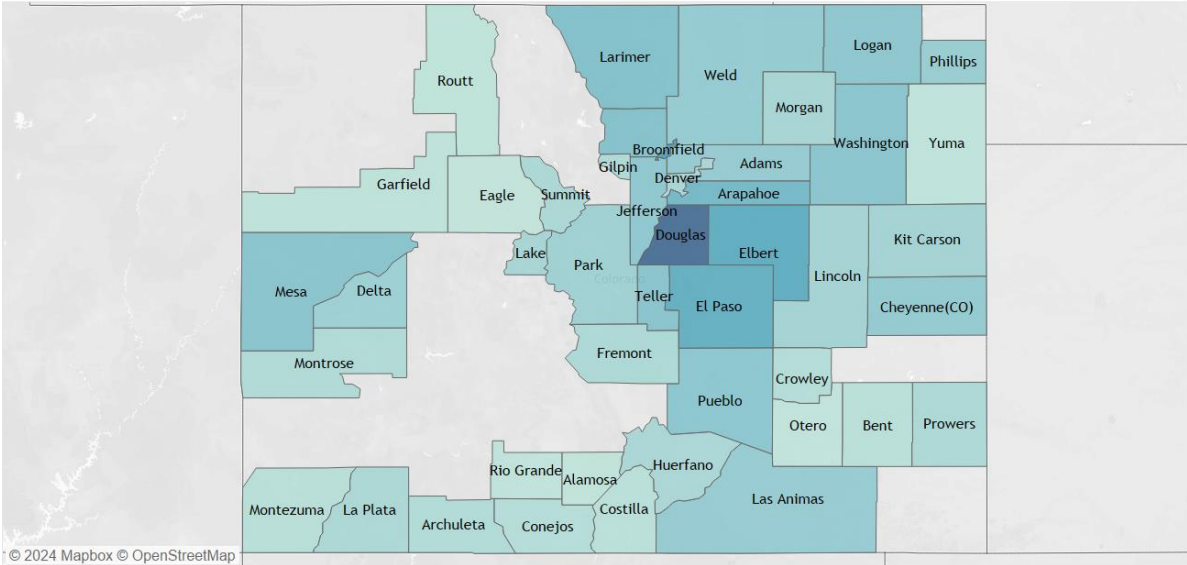 Larimer
Logan
Weld
Phillips
Routt
Morgan
Broomfield
Washington
Yuma
Gilpin
Adams
Garfield
Eagle
Summit
Denver
Arapahoe
Jefferson
Douglas
Kit Carson
Lake
Park
Elbert
Lincoln
Colorado
Mesa
Delta
Teller
El Paso
Cheyenne(CO)
Fremont
Montrose
Crowley
Pueblo
Otero
Bent
Prowers
Rio Grande
Alamosa
Huerfano
Las Animas
Montezuma
La Plata
Costilla
Archuleta
Conejos
© 2024 Mapbox © OpenStreetMap